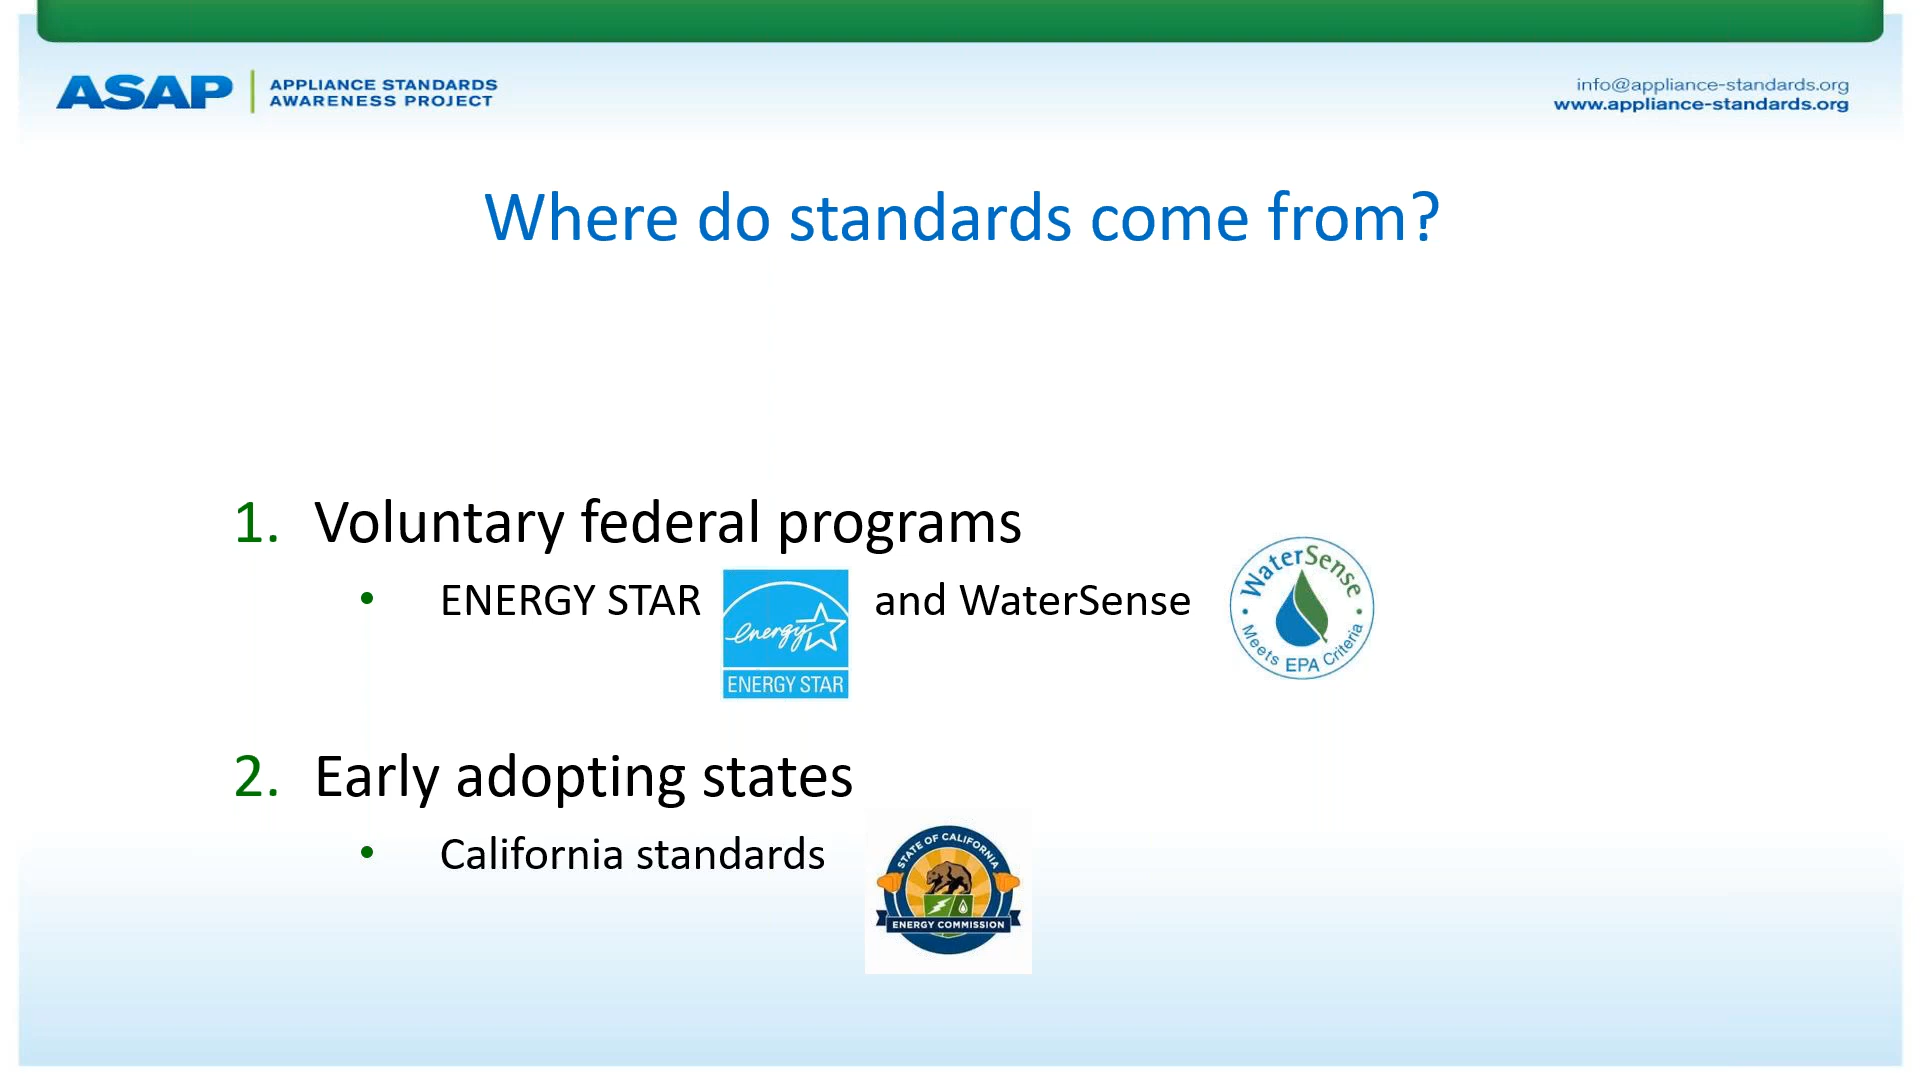 ASAP
APPLIANCE STANDARDS
AWARENESS PROJECT
info@appliance-standards.org
www.appliance-standards.org
Where do standards come from?
1. Voluntary federal programs
• ENERGY STAR
energy
ENERGY STAR
and WaterSense
WaterSense
Meets EPA Criteria
2. Early adopting states
• California standards
STATE OF CALIFORNIA
ENERGY COMMISSION